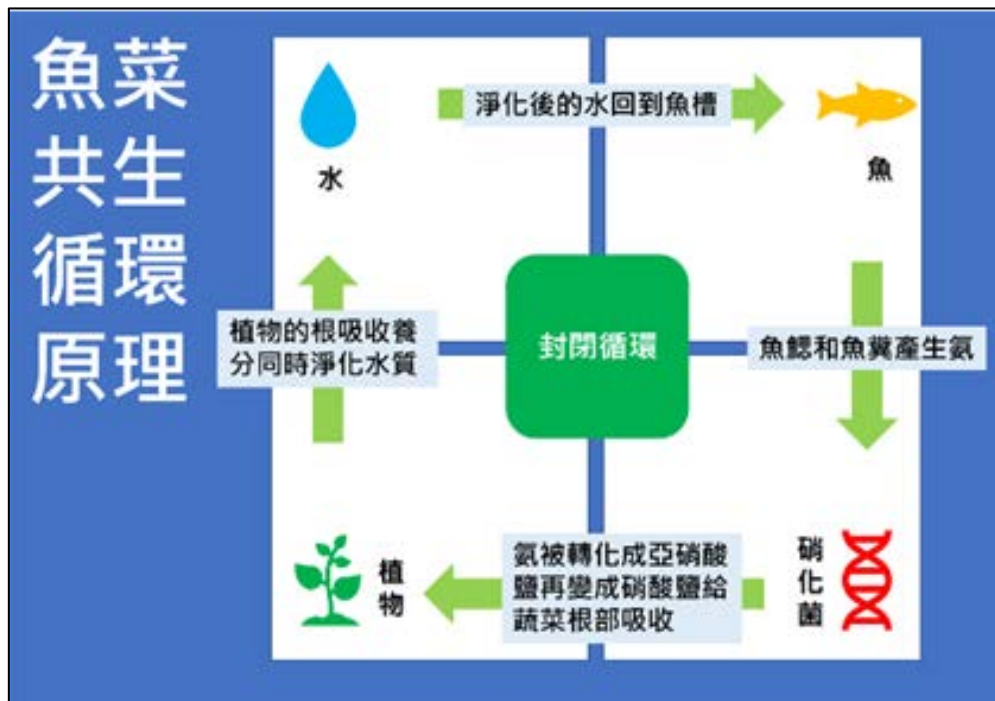 魚菜
共生
循環
原理
水
淨化後的水回到魚槽
魚
魚鰓和魚糞產生氨
硝化菌
氨被轉化成亞硝酸
鹽再變成硝酸鹽給
蔬菜根部吸收
植物
植物的根吸收養
分同時淨化水質
封閉循環